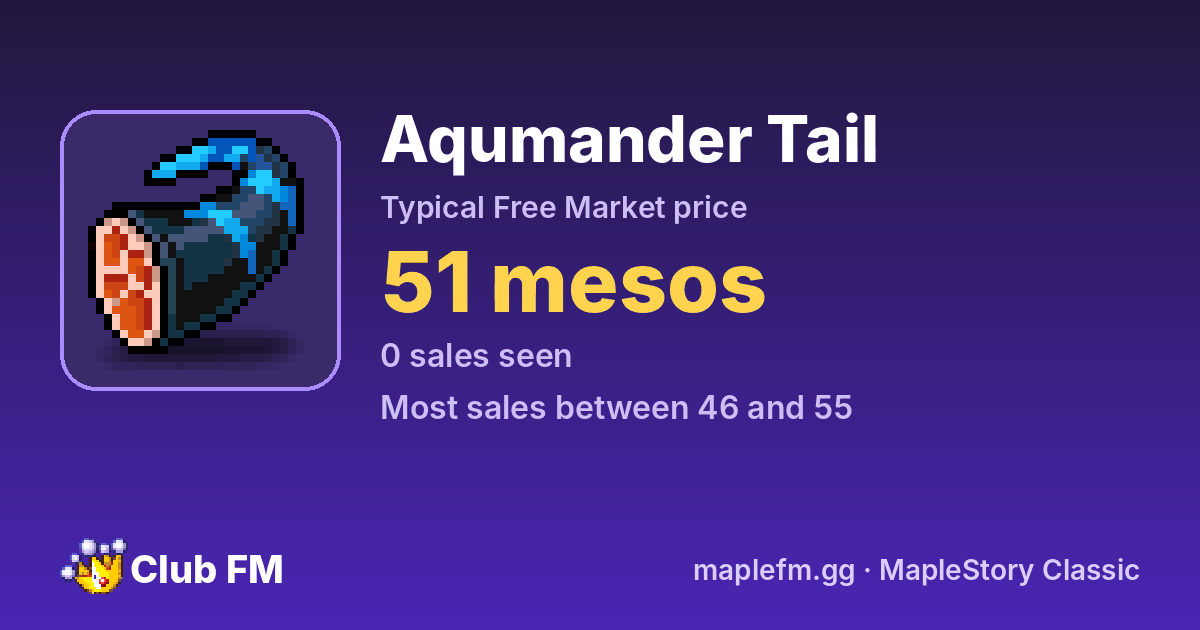 Aqumander Tail
Typical Free Market price
51 mesos
0 sales seen
Most sales between 46 and 55
Club FM
maplefm.gg · MapleStory Classic